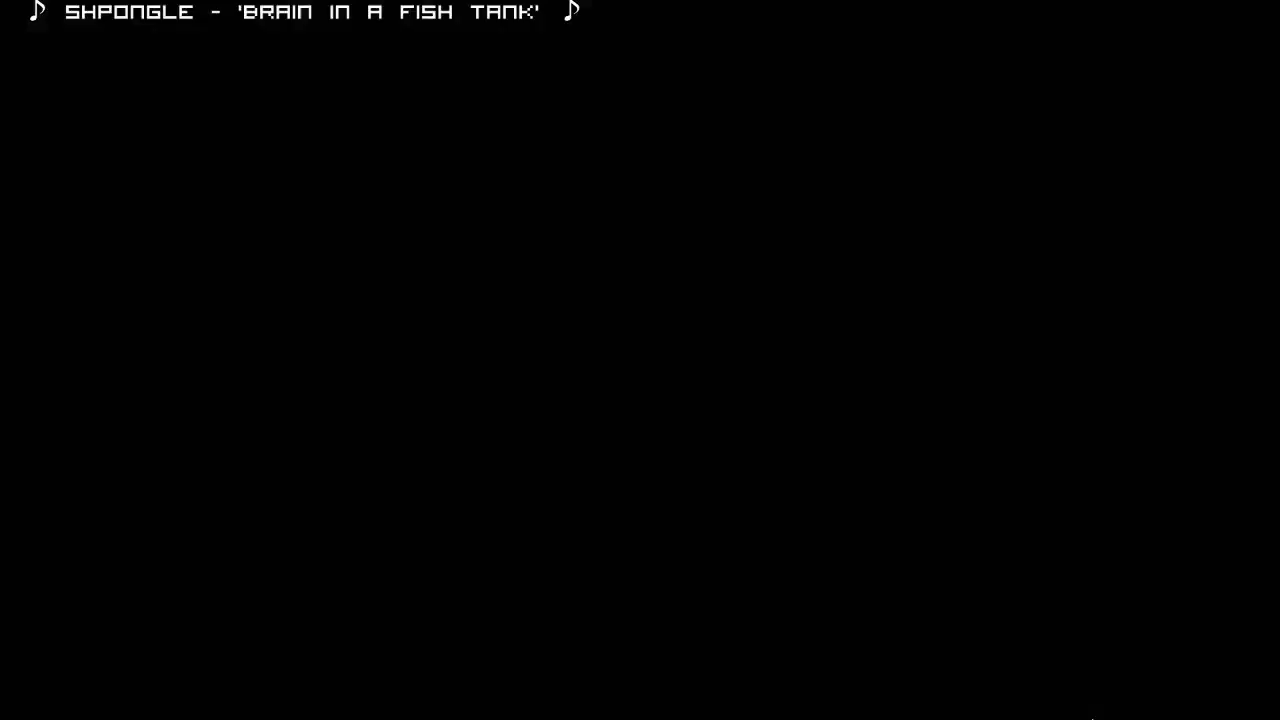 ♪ SHPONGLE - 'BRAIN IN A FISH TANK' ♪